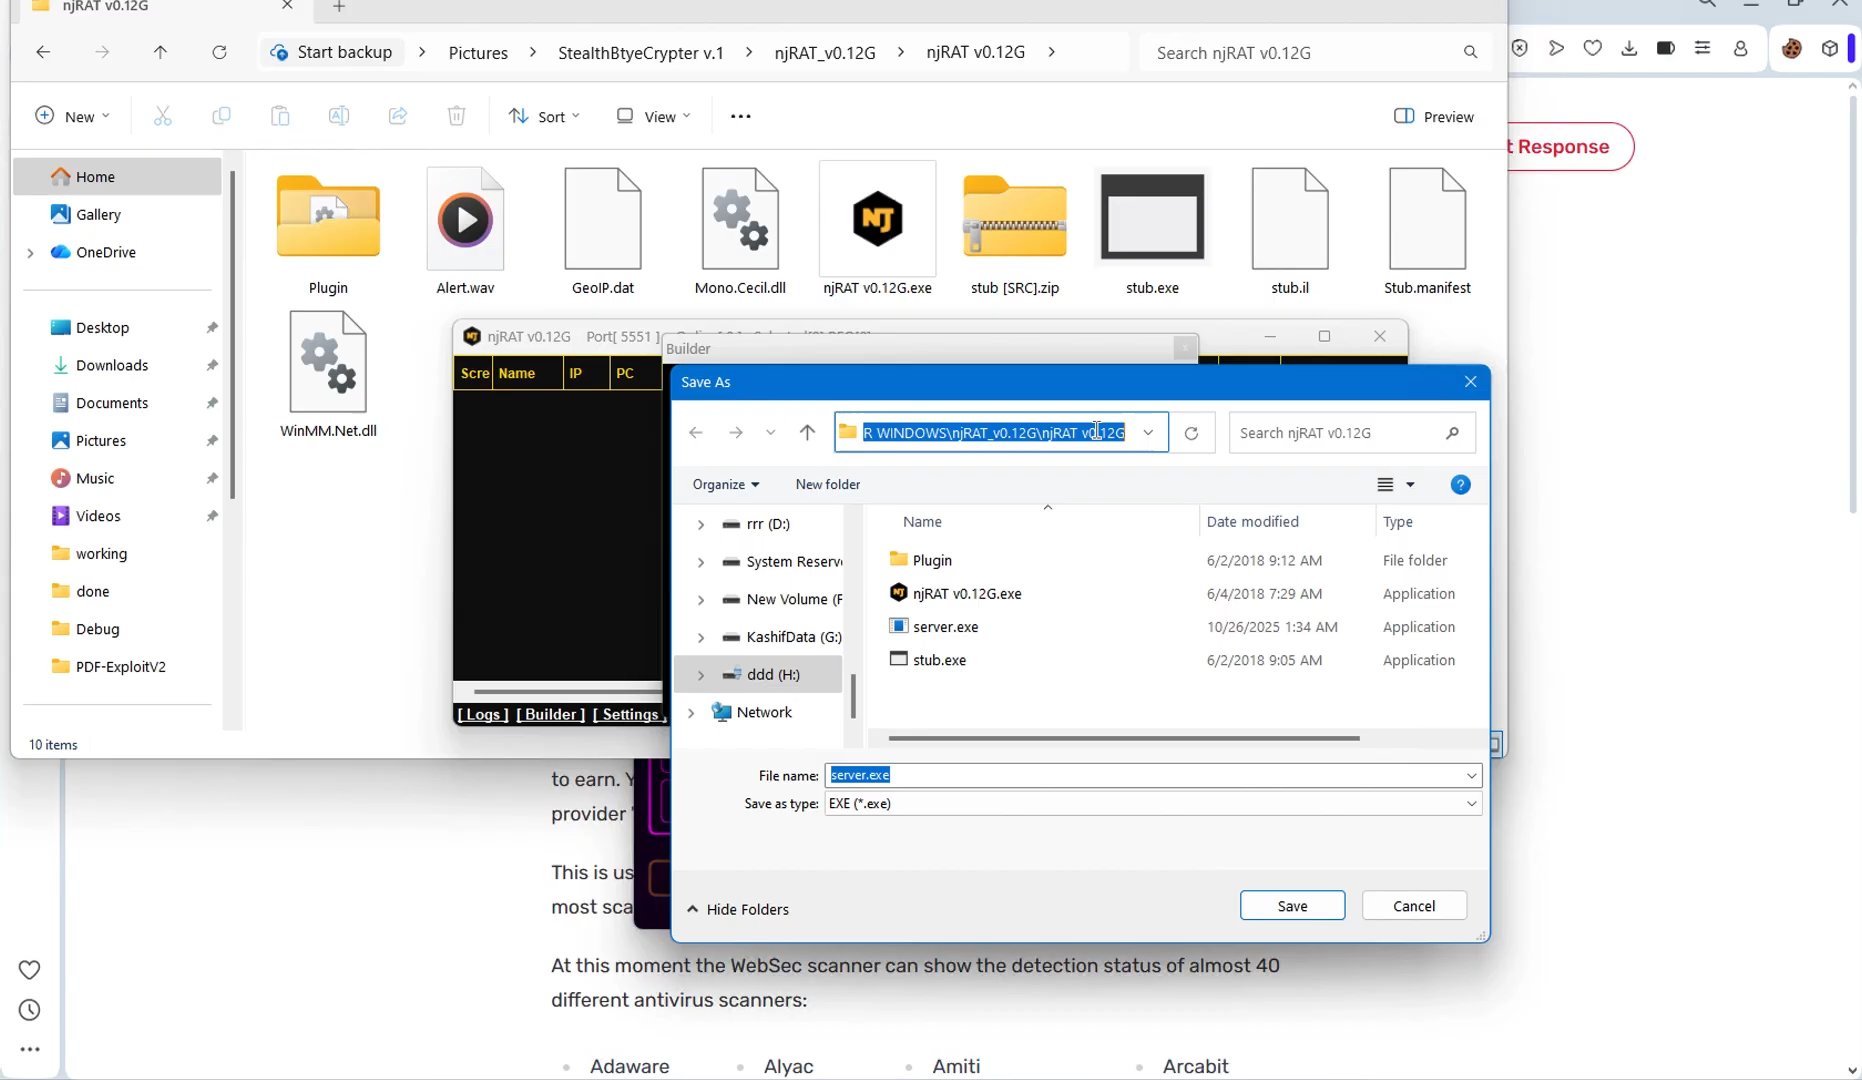 njRAT v0.12G
Start backup > Pictures > StealthBtyeCrypter v.1 > njRAT_v0.12G > njRAT v0.12G >
Search njRAT v0.12G
New
Sort
View
Preview
t Response
Home
Gallery
OneDrive
Desktop
Downloads
Documents
Pictures
Music
Videos
working
done
Debug
PDF-ExploitV2
10 items
Plugin
Alert.wav
GeoIP.dat
Mono.Cecil.dll
njRAT v0.12G.exe
stub [SRC].zip
stub.exe
stub.il
Stub.manifest
WinMM.Net.dll
njRAT v0.12G Port[ 5551 ]
Scre Name IP PC
[ Logs ] [ Builder ] [ Settings
Builder
Save As
R WINDOWS\njRAT_v0.12G\njRAT v0.12G
Search njRAT v0.12G
Organize
New folder
rrr (D:)
System Reserv
New Volume (F
KashifData (G:)
ddd (H:)
Network
Name Date modified Type
Plugin 6/2/2018 9:12 AM File folder
njRAT v0.12G.exe 6/4/2018 7:29 AM Application
server.exe 10/26/2025 1:34 AM Application
stub.exe 6/2/2018 9:05 AM Application
File name: server.exe
Save as type: EXE (*.exe)
Hide Folders
Save
Cancel
to earn. Y
provider
This is us
most sca
At this moment the WebSec scanner can show the detection status of almost 40
different antivirus scanners:
• Adaware • Alyac • Amiti • Arcabit